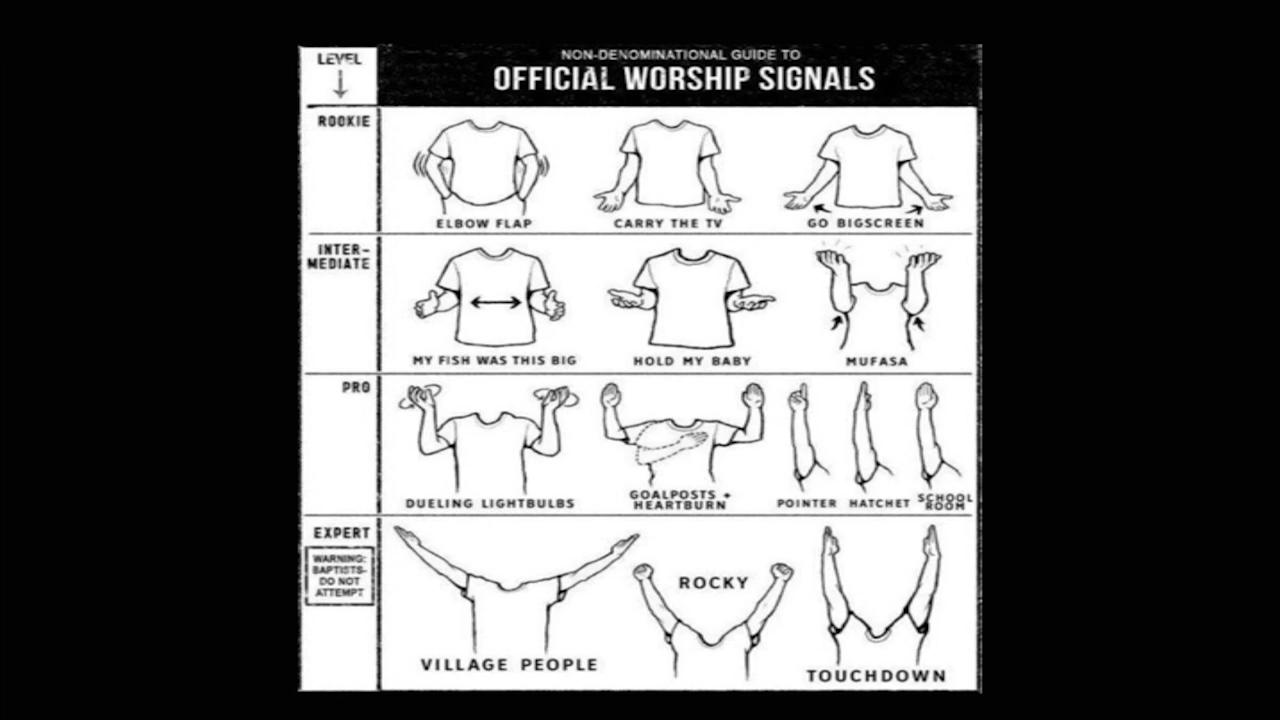 LEVEL
NON-DENOMINATIONAL GUIDE TO
OFFICIAL WORSHIP SIGNALS
ROOKIE
ELBOW FLAP
CARRY THE TV
GO BIGSCREEN
INTER-
MEDIATE
MY FISH WAS THIS BIG
HOLD MY BABY
MUFASA
PRO
DUELING LIGHTBULBS
GOALPOSTS +
HEARTBURN
POINTER
HATCHET
SCHOOL
ROOM
EXPERT
WARNING:
BAPTISTS-
DO NOT
ATTEMPT
VILLAGE PEOPLE
ROCKY
TOUCHDOWN